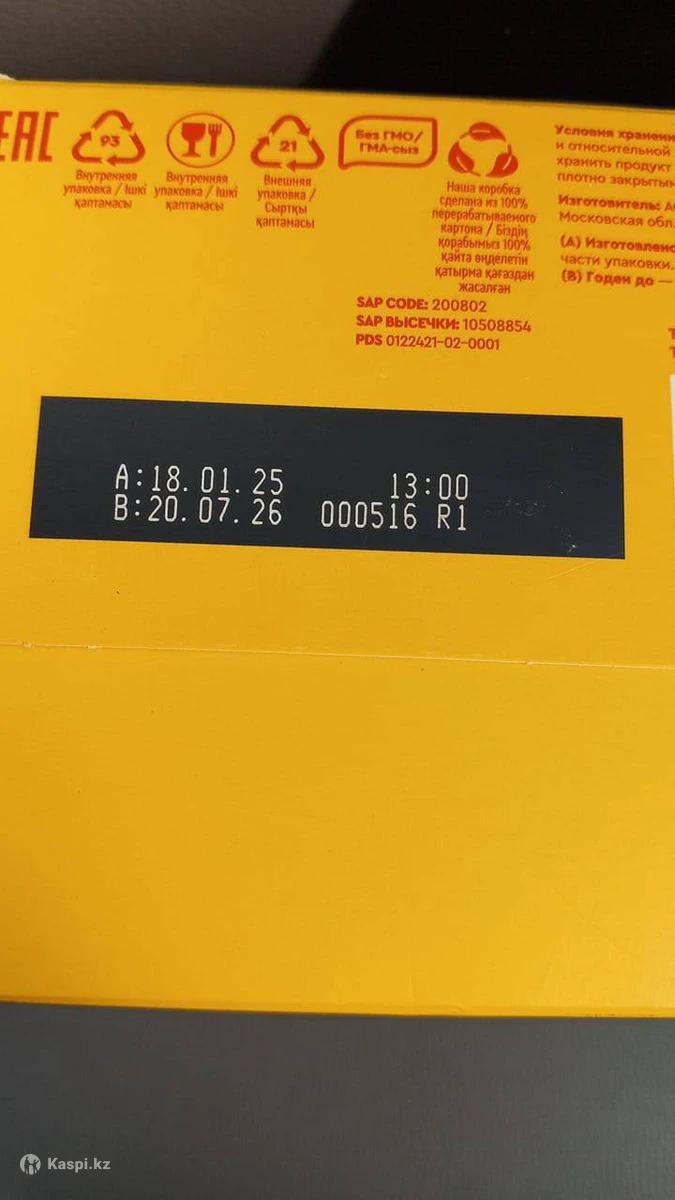 EAC
93
Внутренняя
упаковка / Ішкі
қаптамасы
Внутренняя
упаковка / Ішкі
қаптамасы
21
Внешняя
упаковка /
Сыртқы
қаптамасы
Без ГМО/
ГМА-сыз
Наша коробка
сделана из 100%
перерабатываемого
картона / Біздің
қорабымыз 100%
қайта өңделетін
қатырма қағаздан
жасалған
SAP CODE: 200802
SAP ВЫСЕЧКИ: 10508854
PDS 0122421-02-0001
Условия хранени
и относительной
хранить продукт
плотно закрытым
Изготовитель:
Московская обл.
(A) Изготовлено
части упаковки.
(B) Годен до —
A:18.01.25 13:00
B:20.07.26 000516 R1
Kaspi.kz